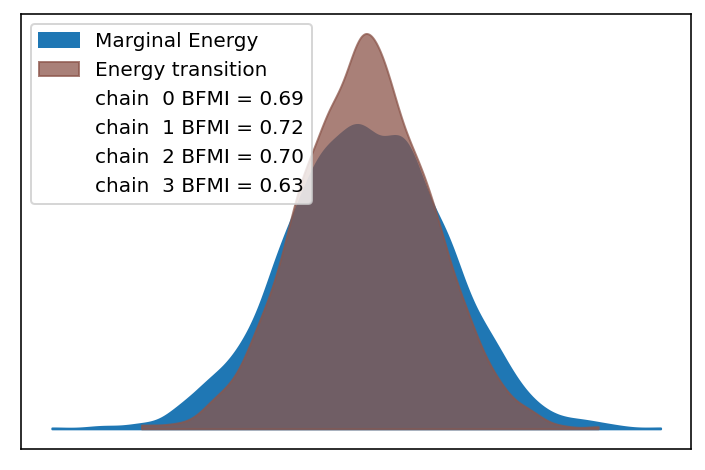 Marginal Energy
Energy transition
chain  0 BFMI = 0.69
chain  1 BFMI = 0.72
chain  2 BFMI = 0.70
chain  3 BFMI = 0.63